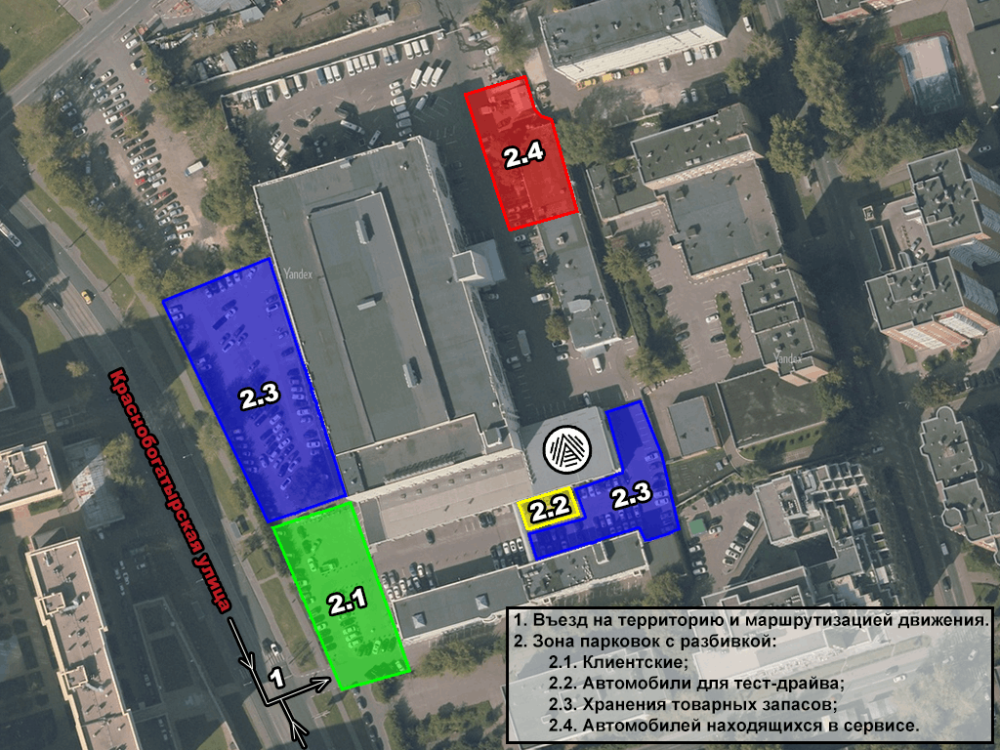 2.4
Yandex
Yandex
2.3
Краснобогатырская улица
2.3
2.2
2.1
1
1. Въезд на территорию и маршрутизацией движения.
2. Зона парковок с разбивкой:
2.1. Клиентские;
2.2. Автомобили для тест-драйва;
2.3. Хранения товарных запасов;
2.4. Автомобилей находящихся в сервисе.